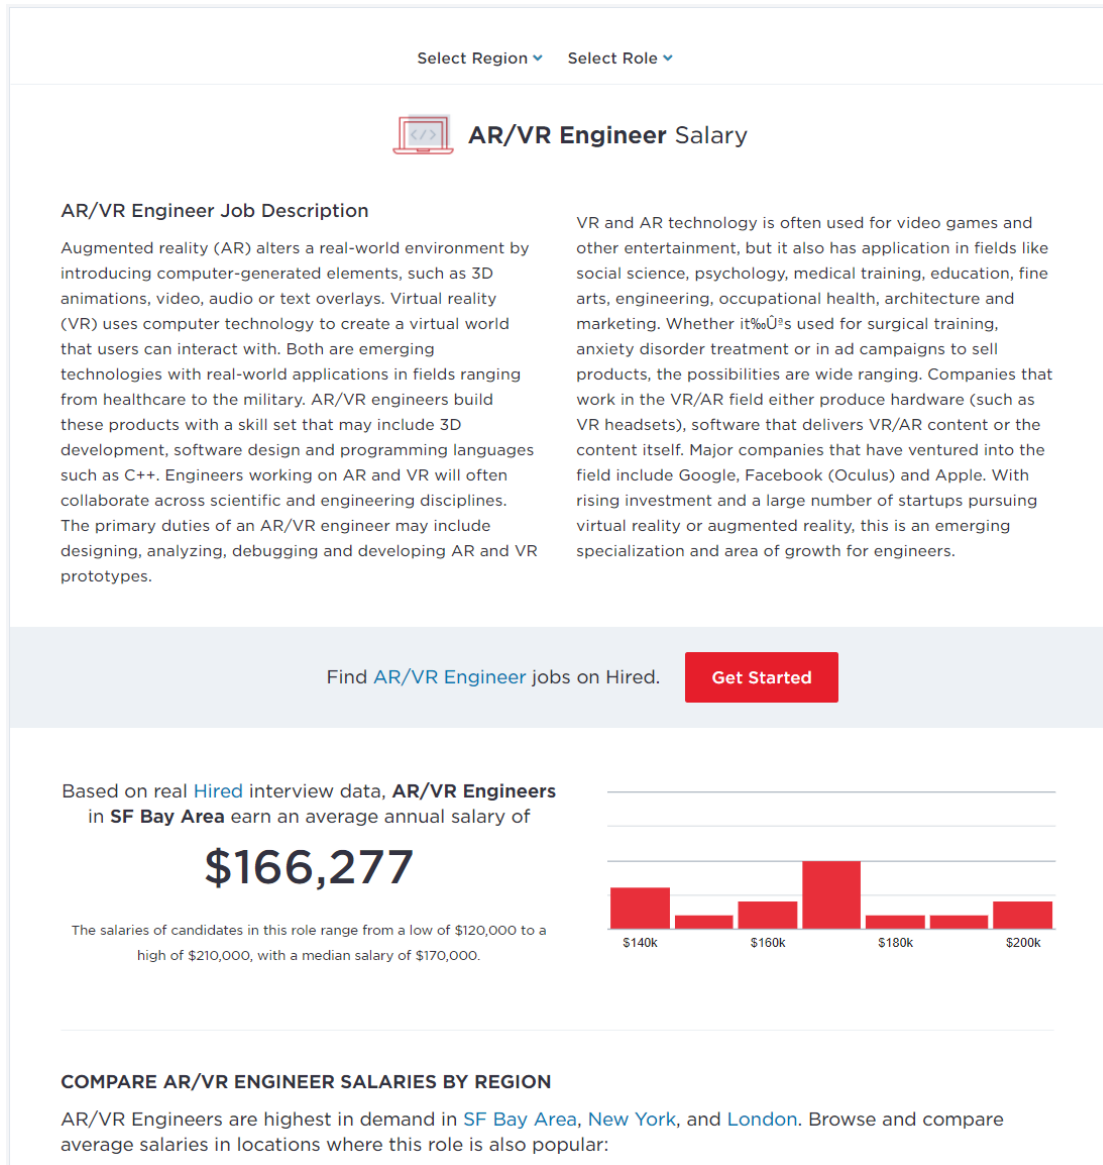 Select Region Select Role
</> AR/VR Engineer Salary
AR/VR Engineer Job Description
Augmented reality (AR) alters a real-world environment by
introducing computer-generated elements, such as 3D
animations, video, audio or text overlays. Virtual reality
(VR) uses computer technology to create a virtual world
that users can interact with. Both are emerging
technologies with real-world applications in fields ranging
from healthcare to the military. AR/VR engineers build
these products with a skill set that may include 3D
development, software design and programming languages
such as C++. Engineers working on AR and VR will often
collaborate across scientific and engineering disciplines.
The primary duties of an AR/VR engineer may include
designing, analyzing, debugging and developing AR and VR
prototypes.
VR and AR technology is often used for video games and
other entertainment, but it also has application in fields like
social science, psychology, medical training, education, fine
arts, engineering, occupational health, architecture and
marketing. Whether it‰Ûªs used for surgical training,
anxiety disorder treatment or in ad campaigns to sell
products, the possibilities are wide ranging. Companies that
work in the VR/AR field either produce hardware (such as
VR headsets), software that delivers VR/AR content or the
content itself. Major companies that have ventured into the
field include Google, Facebook (Oculus) and Apple. With
rising investment and a large number of startups pursuing
virtual reality or augmented reality, this is an emerging
specialization and area of growth for engineers.
Find AR/VR Engineer jobs on Hired. Get Started
Based on real Hired interview data, AR/VR Engineers
in SF Bay Area earn an average annual salary of
$166,277
The salaries of candidates in this role range from a low of $120,000 to a
high of $210,000, with a median salary of $170,000.
$140k $160k $180k $200k
COMPARE AR/VR ENGINEER SALARIES BY REGION
AR/VR Engineers are highest in demand in SF Bay Area, New York, and London. Browse and compare
average salaries in locations where this role is also popular: